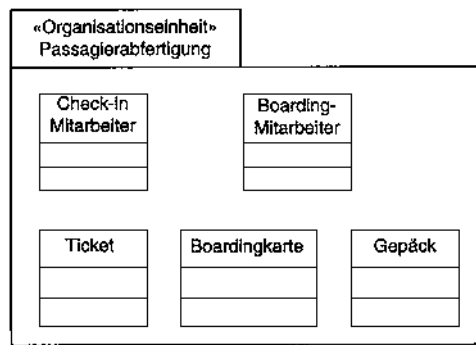 «Organisationseinheit»
Passagierabfertigung
Check-in
Mitarbeiter
Boarding-
Mitarbeiter
Ticket
Boardingkarte
Gepäck